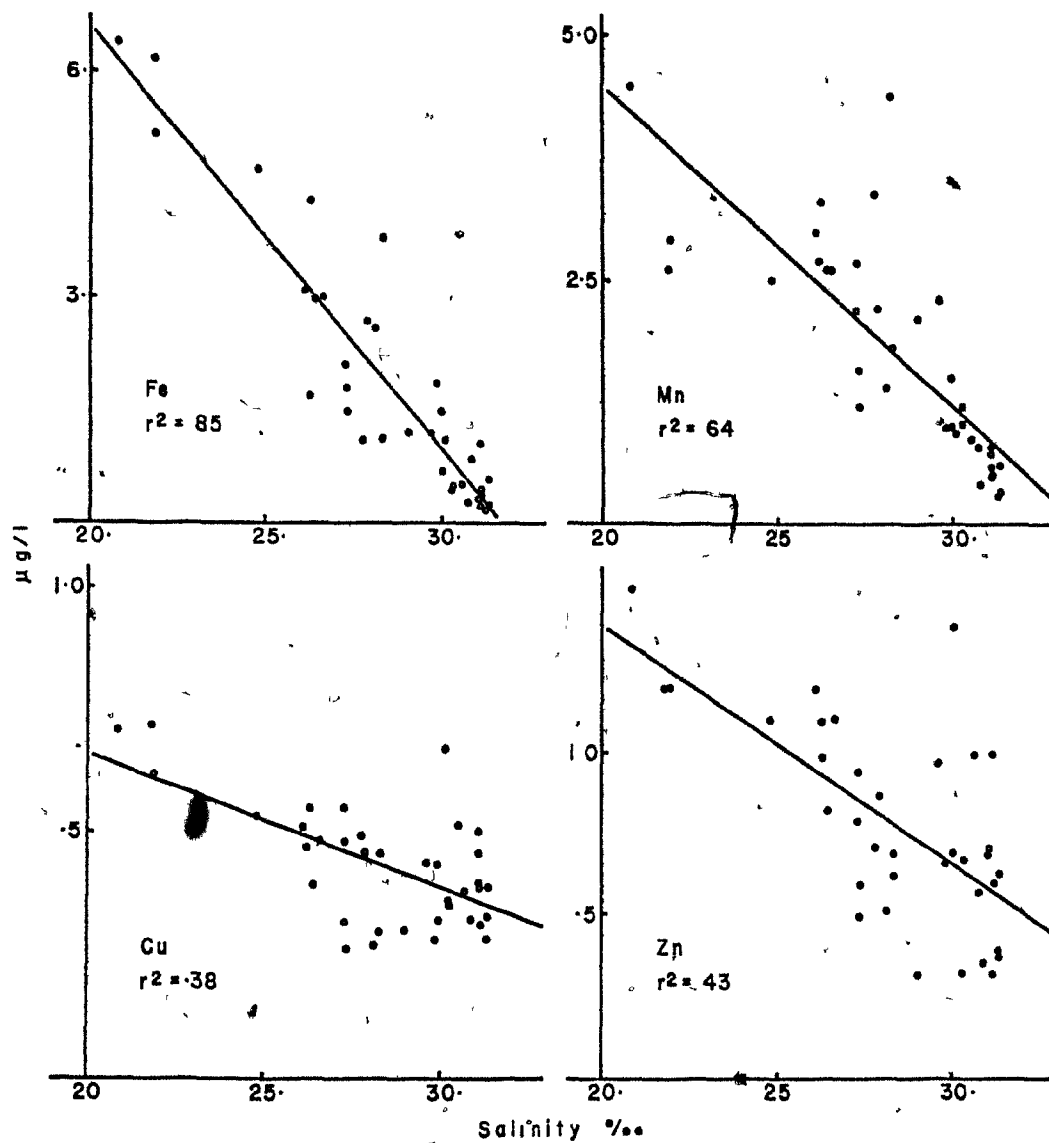 6·
3·
Fe
r² = 85
20·
25·
30·
5·0
2·5
Mn
r² = 64
20
25
30·
µg/l
1·0
·5
Cu
r² = ·38
20
25·
30·
1 0
·5
Zn
r² = 43
20
25
30·
Salinity ‰